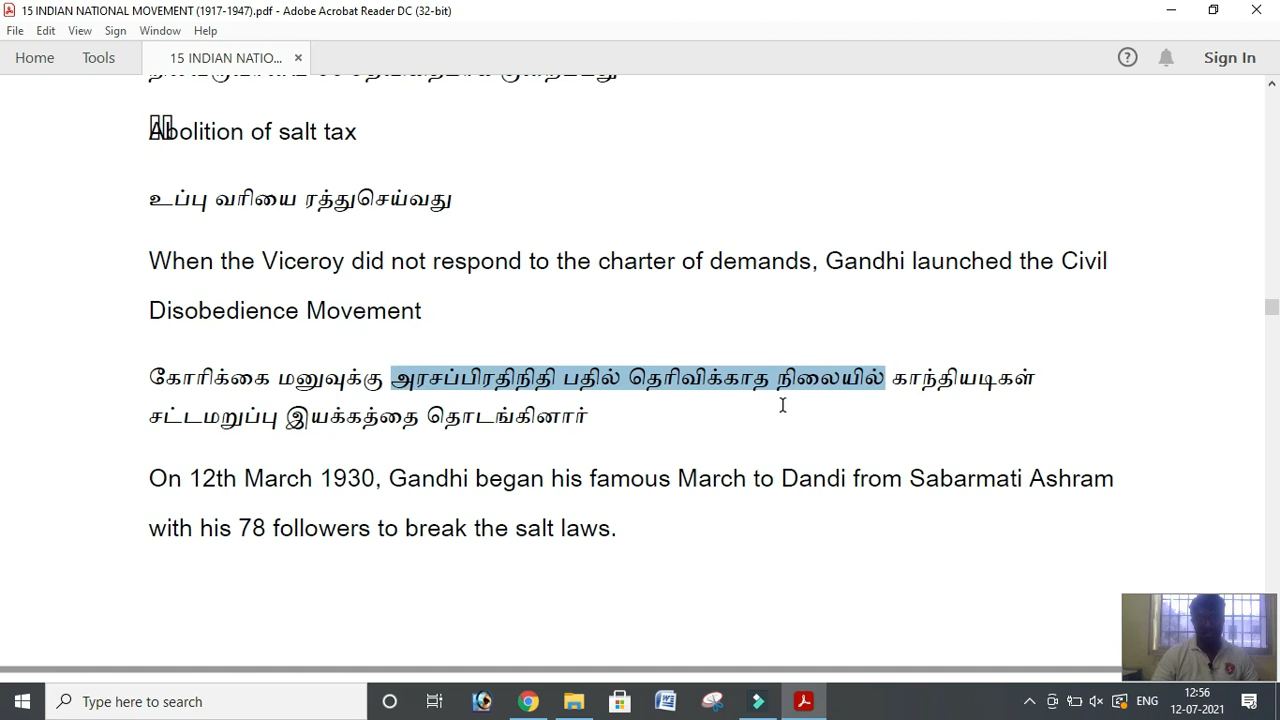 15 INDIAN NATIONAL MOVEMENT (1917-1947).pdf - Adobe Acrobat Reader DC (32-bit)
File Edit View Sign Window Help
Home Tools 15 INDIAN NATIO... × Sign In
Abolition of salt tax
உப்பு வரியை ரத்துசெய்வது
When the Viceroy did not respond to the charter of demands, Gandhi launched the Civil
Disobedience Movement
கோரிக்கை மனுவுக்கு அரசப்பிரதிநிதி பதில் தெரிவிக்காத நிலையில் காந்தியடிகள்
சட்டமறுப்பு இயக்கத்தை தொடங்கினார்
On 12th March 1930, Gandhi began his famous March to Dandi from Sabarmati Ashram
with his 78 followers to break the salt laws.
Type here to search
ENG
12:56
12-07-2021